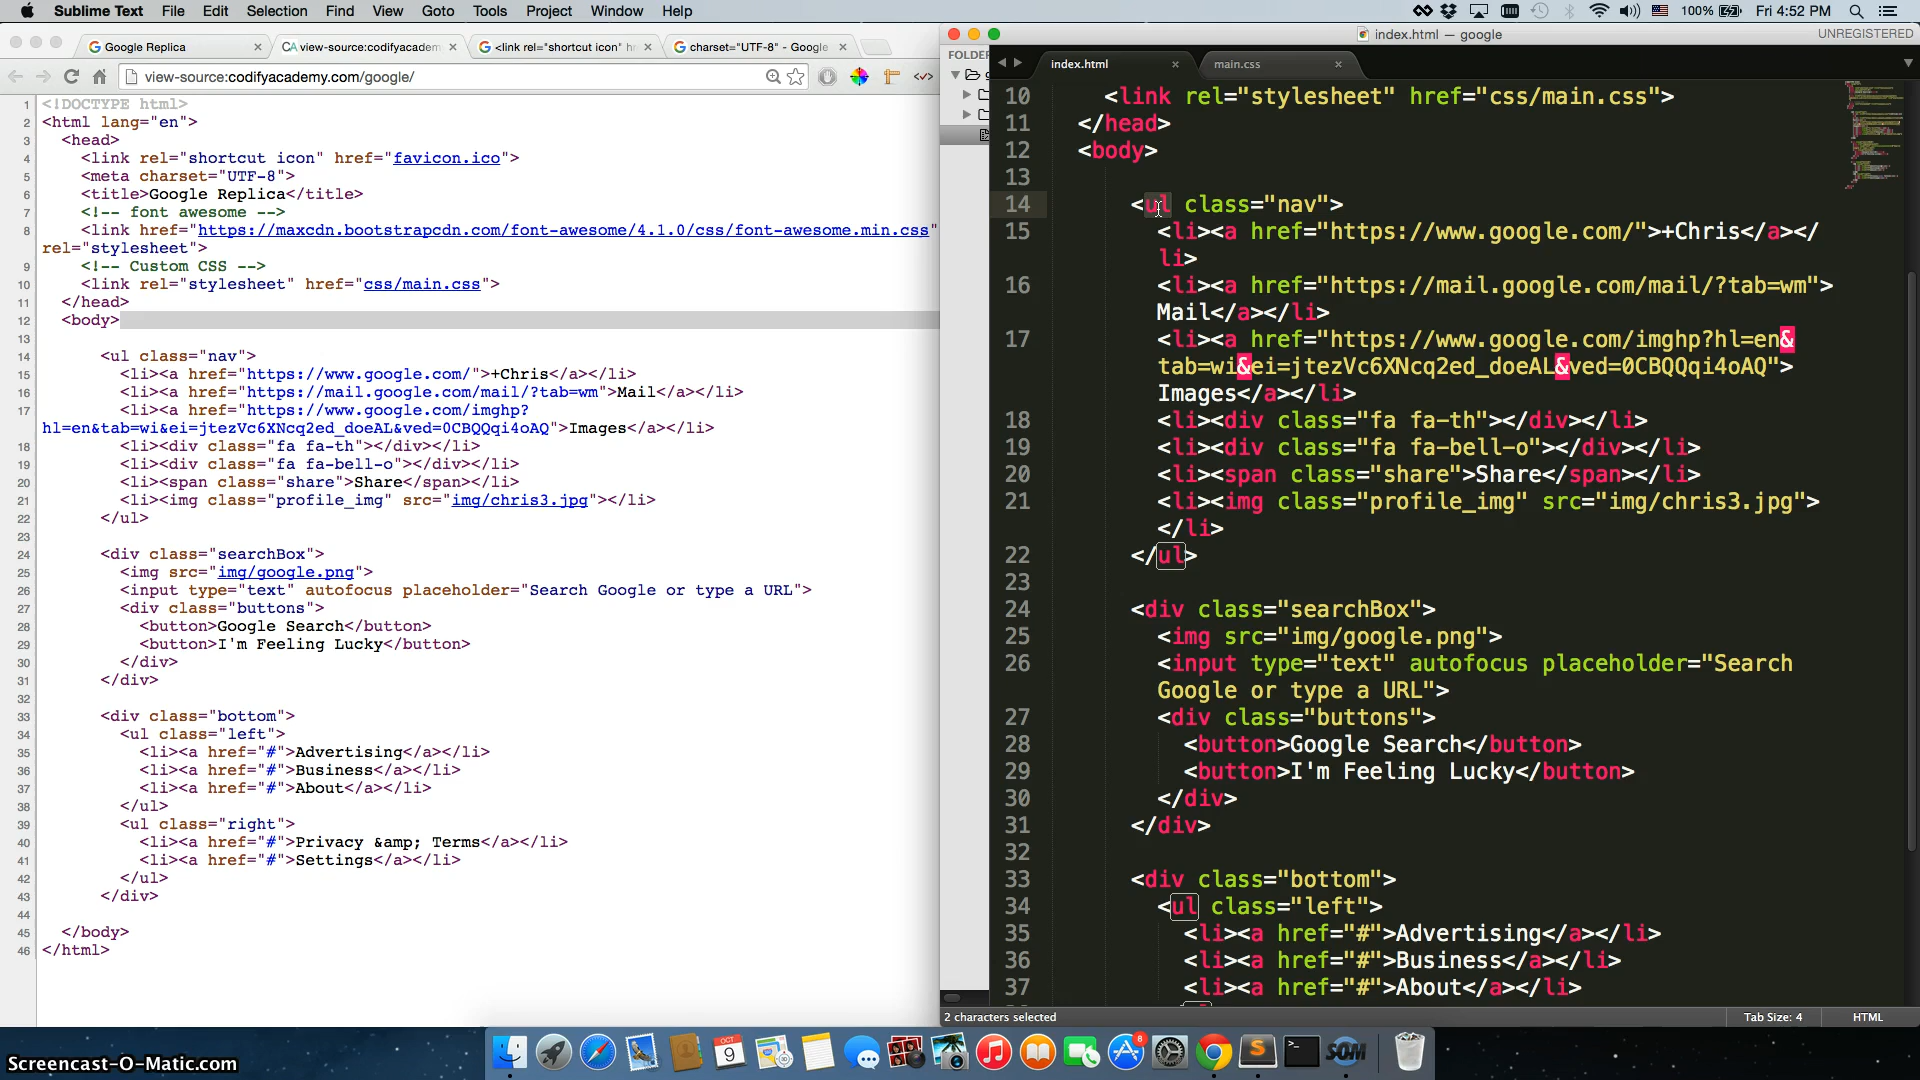 Sublime Text File Edit Selection Find View Goto Tools Project Window Help 100% Fri 4:52 PM
Google Replica
view-source:codifyacadem
<link rel="shortcut icon" h
charset="UTF-8" - Google
view-source:codifyacademy.com/google/
1 <!DOCTYPE html>
2 <html lang="en">
3 <head>
4 <link rel="shortcut icon" href="favicon.ico">
5 <meta charset="UTF-8">
6 <title>Google Replica</title>
7 <!-- font awesome -->
8 <link href="https://maxcdn.bootstrapcdn.com/font-awesome/4.1.0/css/font-awesome.min.css"
rel="stylesheet">
9 <!-- Custom CSS -->
10 <link rel="stylesheet" href="css/main.css">
11 </head>
12 <body>
13
14 <ul class="nav">
15 <li><a href="https://www.google.com/">+Chris</a></li>
16 <li><a href="https://mail.google.com/mail/?tab=wm">Mail</a></li>
17 <li><a href="https://www.google.com/imghp?
hl=en&tab=wi&ei=jtezVc6XNcq2ed_doeAL&ved=0CBQQqi4oAQ">Images</a></li>
18 <li><div class="fa fa-th"></div></li>
19 <li><div class="fa fa-bell-o"></div></li>
20 <li><span class="share">Share</span></li>
21 <li><img class="profile_img" src="img/chris3.jpg"></li>
22 </ul>
23
24 <div class="searchBox">
25 <img src="img/google.png">
26 <input type="text" autofocus placeholder="Search Google or type a URL">
27 <div class="buttons">
28 <button>Google Search</button>
29 <button>I'm Feeling Lucky</button>
30 </div>
31 </div>
32
33 <div class="bottom">
34 <ul class="left">
35 <li><a href="#">Advertising</a></li>
36 <li><a href="#">Business</a></li>
37 <li><a href="#">About</a></li>
38 </ul>
39 <ul class="right">
40 <li><a href="#">Privacy &amp; Terms</a></li>
41 <li><a href="#">Settings</a></li>
42 </ul>
43 </div>
44
45 </body>
46 </html>
index.html — google
UNREGISTERED
FOLDER
index.html
main.css
10 <link rel="stylesheet" href="css/main.css">
11 </head>
12 <body>
13
14 <ul class="nav">
15 <li><a href="https://www.google.com/">+Chris</a></
li>
16 <li><a href="https://mail.google.com/mail/?tab=wm">
Mail</a></li>
17 <li><a href="https://www.google.com/imghp?hl=en&
tab=wi&ei=jtezVc6XNcq2ed_doeAL&ved=0CBQQqi4oAQ">
Images</a></li>
18 <li><div class="fa fa-th"></div></li>
19 <li><div class="fa fa-bell-o"></div></li>
20 <li><span class="share">Share</span></li>
21 <li><img class="profile_img" src="img/chris3.jpg">
</li>
22 </ul>
23
24 <div class="searchBox">
25 <img src="img/google.png">
26 <input type="text" autofocus placeholder="Search
Google or type a URL">
27 <div class="buttons">
28 <button>Google Search</button>
29 <button>I'm Feeling Lucky</button>
30 </div>
31 </div>
32
33 <div class="bottom">
34 <ul class="left">
35 <li><a href="#">Advertising</a></li>
36 <li><a href="#">Business</a></li>
37 <li><a href="#">About</a></li>
2 characters selected
Tab Size: 4
HTML
OCT
9
8
SOM
Screencast-O-Matic.com